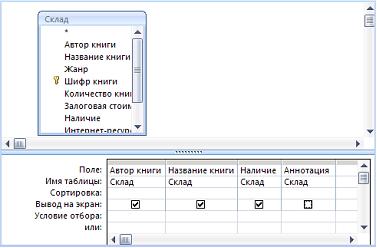 Склад
*
Автор книги
Название книги
Жанр
Шифр книги
Количество кни
Залоговая стоим
Наличие
Интернет-ресур
Поле: Автор книги Название книги Наличие Аннотация
Имя таблицы: Склад Склад Склад Склад
Сортировка:
Вывод на экран:
Условие отбора:
или: